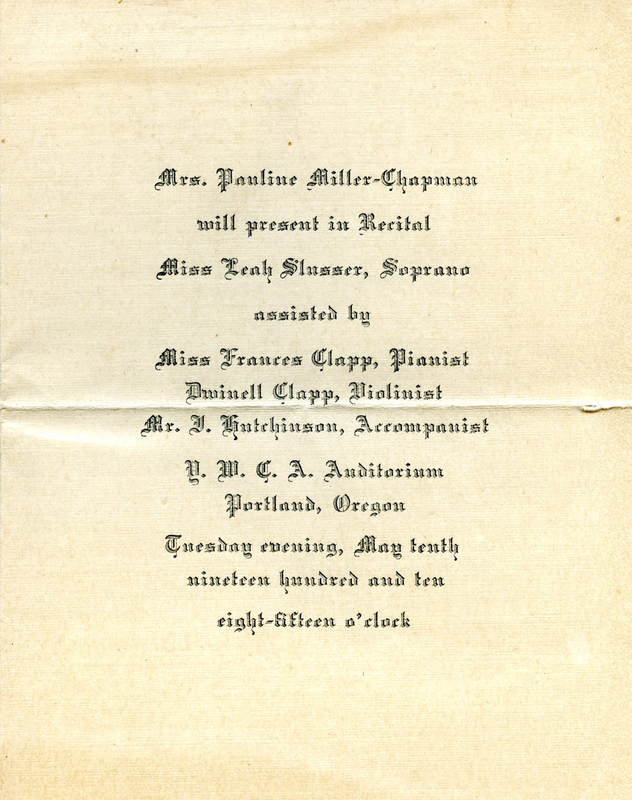 Mrs. Pauline Miller-Chapman
will present in Recital
Miss Leah Slusser, Soprano
assisted by
Miss Frances Clapp, Pianist
Dwinell Clapp, Violinist
Mr. J. Hutchinson, Accompanist
Y. W. C. A. Auditorium
Portland, Oregon
Tuesday evening, May tenth
nineteen hundred and ten
eight-fifteen o'clock